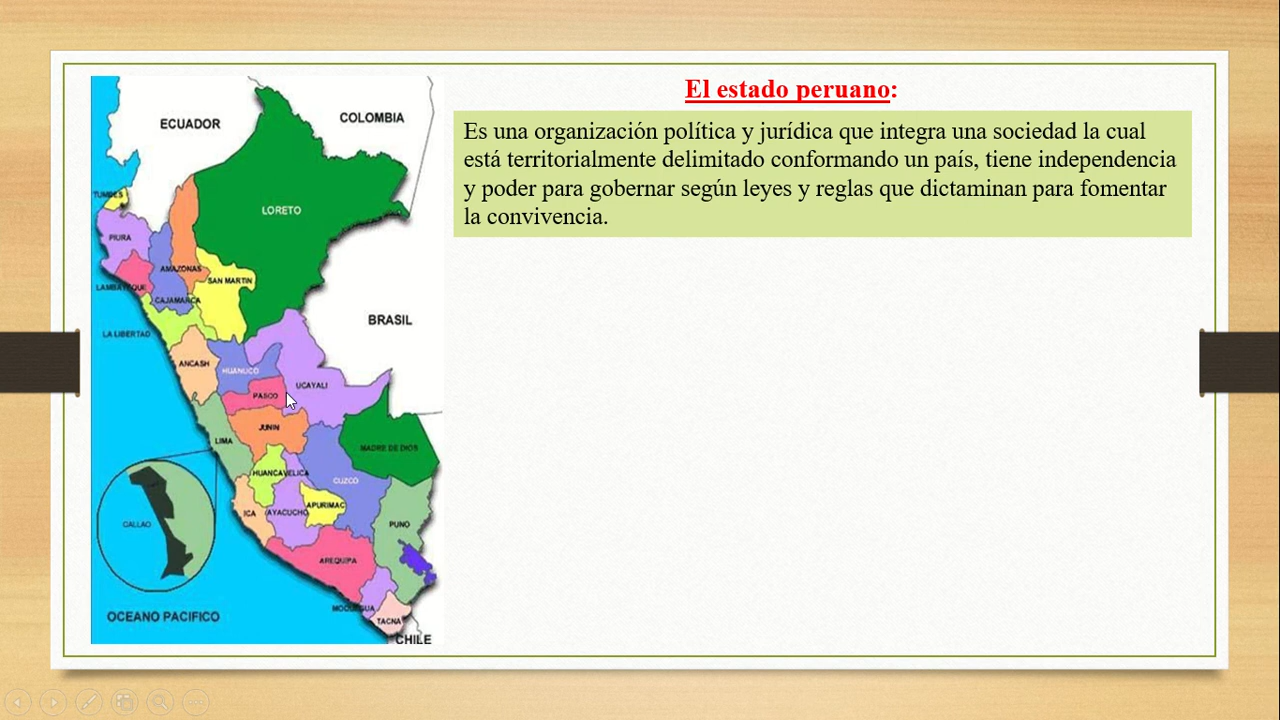 El estado peruano:
Es una organización política y jurídica que integra una sociedad la cual
está territorialmente delimitado conformando un país, tiene independencia
y poder para gobernar según leyes y reglas que dictaminan para fomentar
la convivencia.
ECUADOR
COLOMBIA
TUMBES
LORETO
PIURA
AMAZONAS
SAN MARTIN
LAMBAYEQUE
CAJAMARCA
BRASIL
LA LIBERTAD
ANCASH
HUANUCO
UCAYALI
PASCO
JUNIN
LIMA
MADRE DE DIOS
HUANCAVELICA
CUZCO
ICA
AYACUCHO
APURIMAC
CALLAO
PUNO
AREQUIPA
MOQUEGUA
OCEANO PACIFICO
TACNA
CHILE